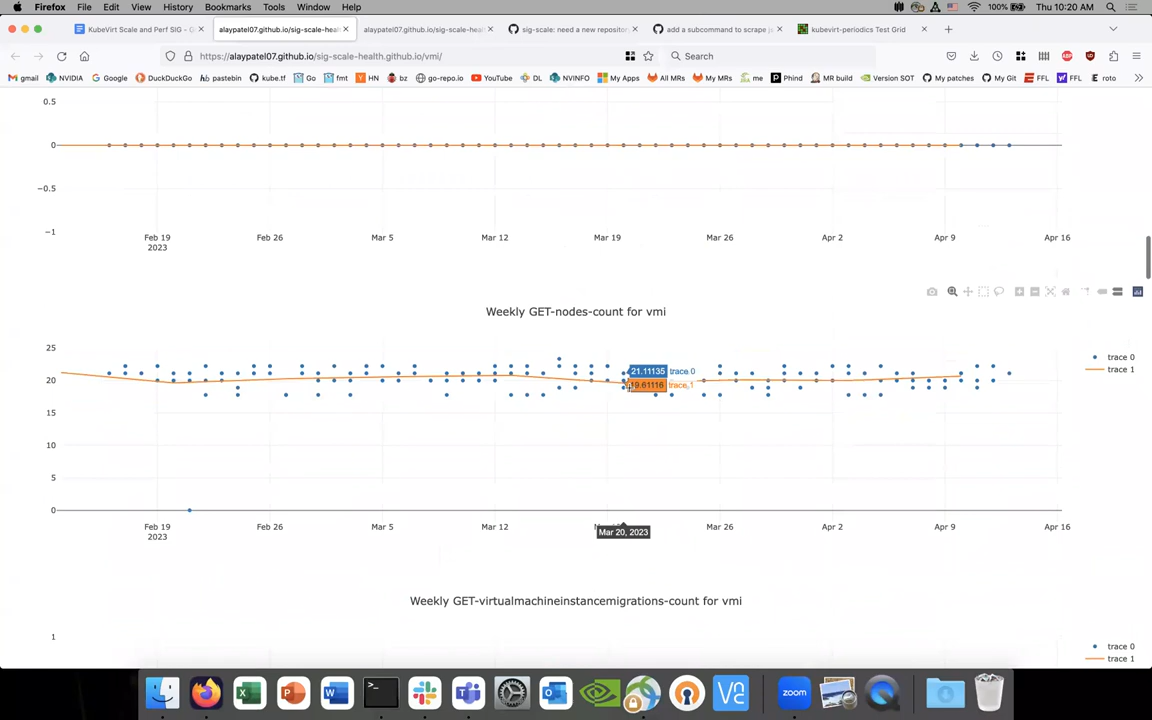 Firefox File Edit View History Bookmarks Tools Window Help 100% Thu 10:20 AM
KubeVirt Scale and Perf SIG - G
alaypatel07.github.io/sig-scale-heal
alaypatel07.github.io/sig-scale-hea
sig-scale: need a new repositor
add a subcommand to scrape
kubevirt-periodics Test Grid
https://alaypatel07.github.io/sig-scale-health.github.io/vmi/
Search
gmail NVIDIA Google DuckDuckGo pastebin kube.tf Go fmt HN bz go-repo.io YouTube DL NVINFO My Apps All MRs My MRs me Phind MR build Version SOT My patches My Git FFL FFL roto
0.5
0
−0.5
−1
Feb 19 Feb 26 Mar 5 Mar 12 Mar 19 Mar 26 Apr 2 Apr 9 Apr 16
2023
Weekly GET-nodes-count for vmi
25
20
15
10
5
0
21.11135 trace 0
19.61116 trace 1
trace 0
trace 1
Feb 19 Feb 26 Mar 5 Mar 12 Mar 26 Apr 2 Apr 9 Apr 16
2023
Mar 20, 2023
Weekly GET-virtualmachineinstancemigrations-count for vmi
1
trace 0
trace 1
zoom